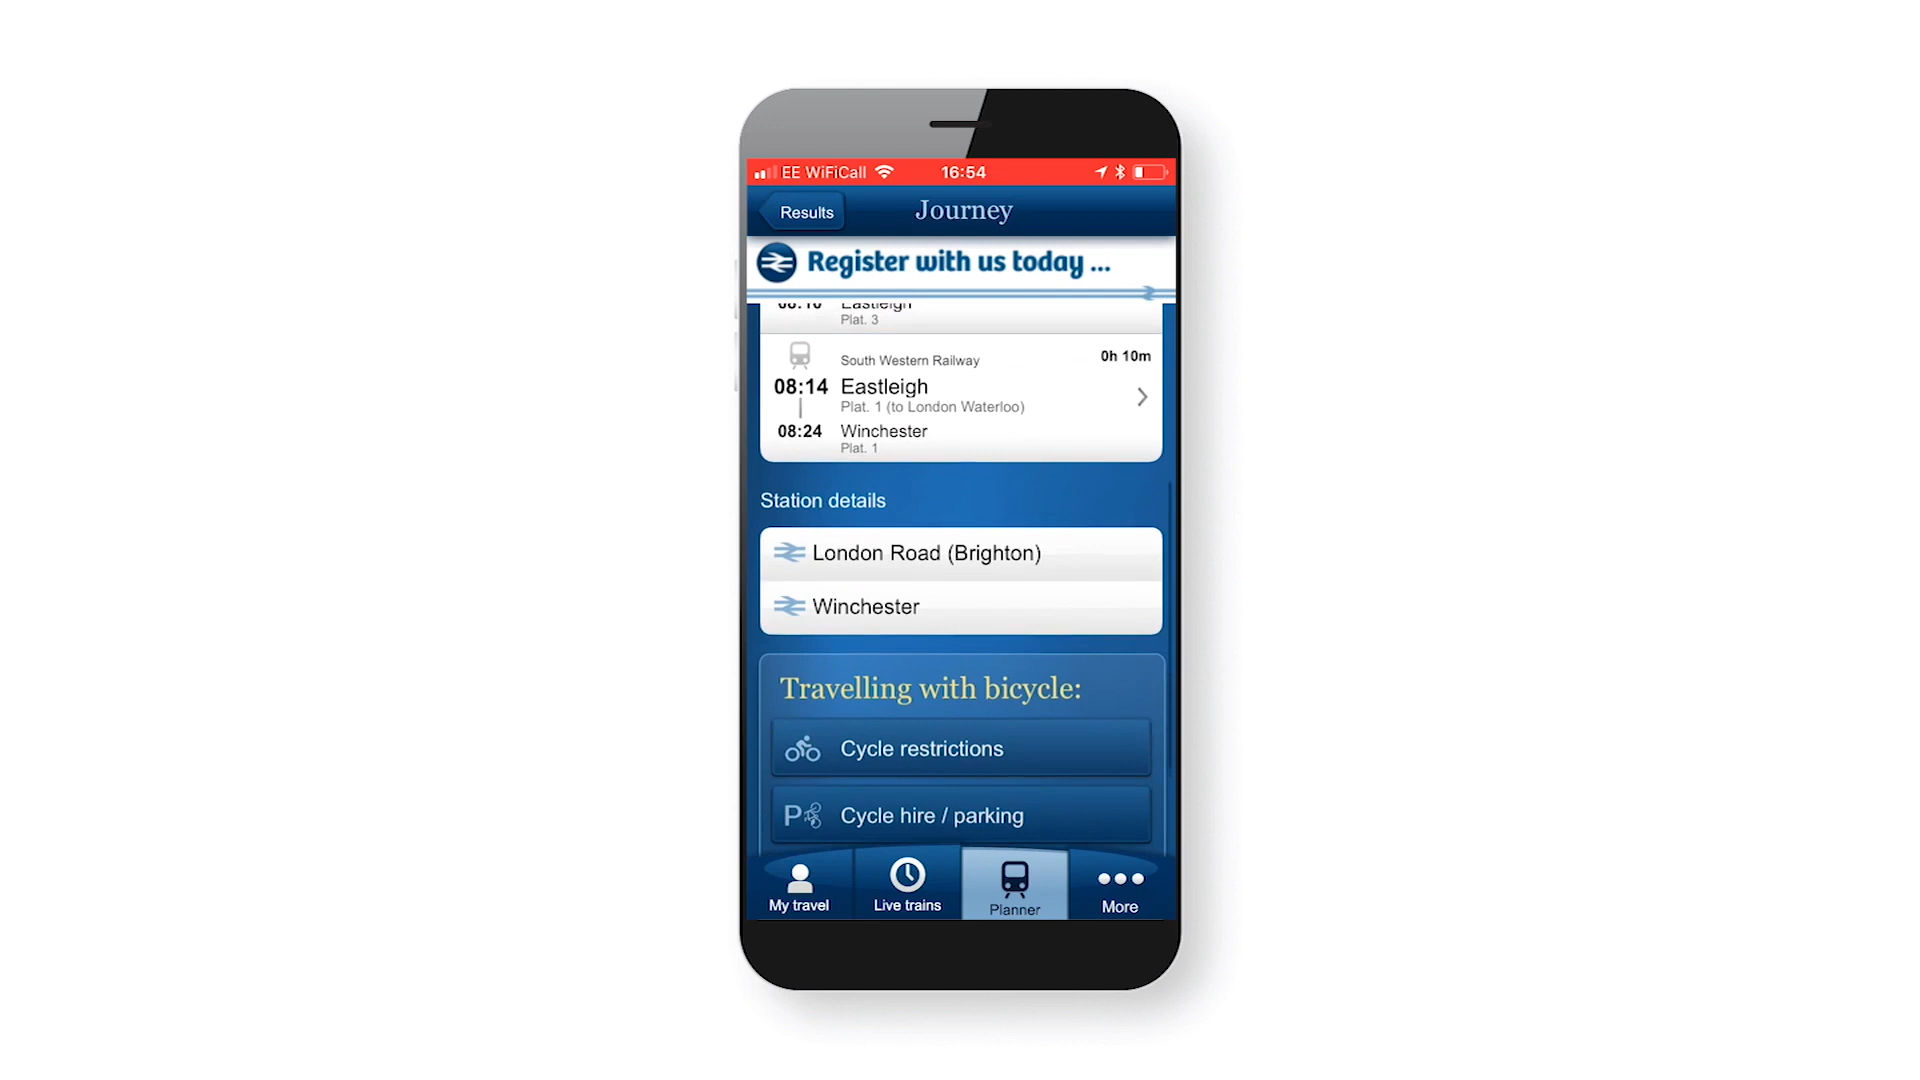 EE WiFiCall 16:54
Results Journey
Register with us today ...
Eastleigh
Plat. 3
South Western Railway 0h 10m
08:14 Eastleigh
Plat. 1 (to London Waterloo)
08:24 Winchester
Plat. 1
Station details
London Road (Brighton)
Winchester
Travelling with bicycle:
Cycle restrictions
P Cycle hire / parking
My travel Live trains Planner More